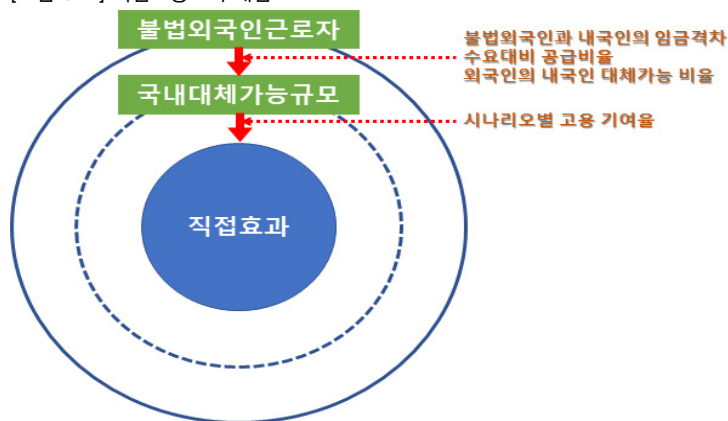 불법외국인근로자
불법외국인과 내국인의 임금격차
수요대비 공급비율
외국인의 내국인 대체가능 비율
국내대체가능규모
시나리오별 고용 기여율
직접효과